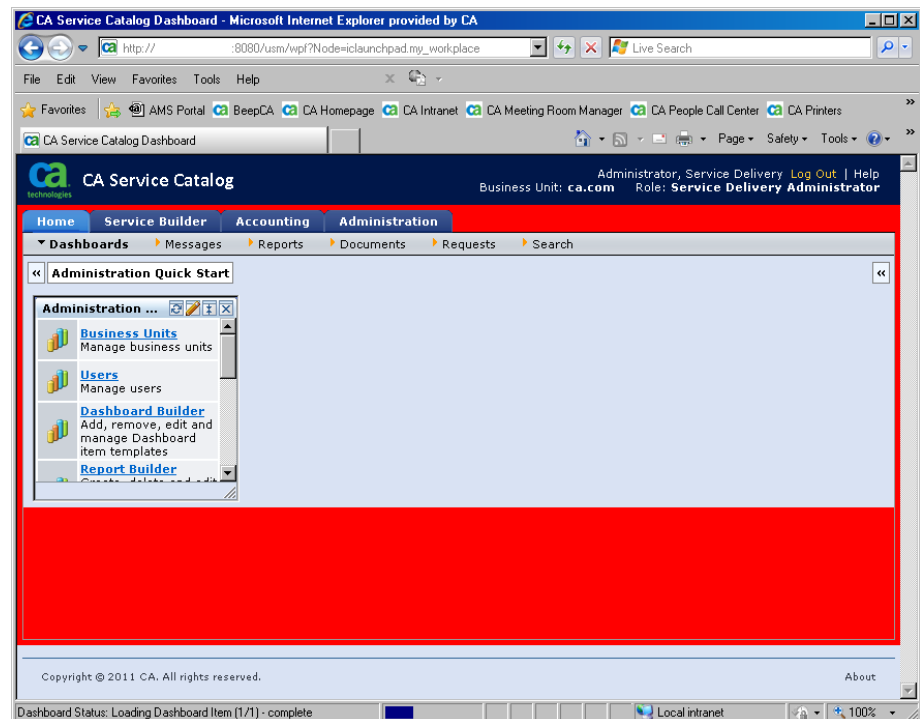 CA Service Catalog Dashboard - Microsoft Internet Explorer provided by CA
http:// :8080/usm/wpf?Node=iclaunchpad.my_workplace
Live Search
File Edit View Favorites Tools Help
Favorites AMS Portal BeepCA CA Homepage CA Intranet CA Meeting Room Manager CA People Call Center CA Printers »
CA Service Catalog Dashboard
Page Safety Tools »
ca technologies
CA Service Catalog
Administrator, Service Delivery Log Out | Help
Business Unit: ca.com Role: Service Delivery Administrator
Home Service Builder Accounting Administration
Dashboards Messages Reports Documents Requests Search
« Administration Quick Start «
Administration ...
Business Units
Manage business units
Users
Manage users
Dashboard Builder
Add, remove, edit and
manage Dashboard
item templates
Report Builder
Copyright © 2011 CA. All rights reserved.
About
Dashboard Status: Loading Dashboard Item (1/1) - complete
Local intranet
100%